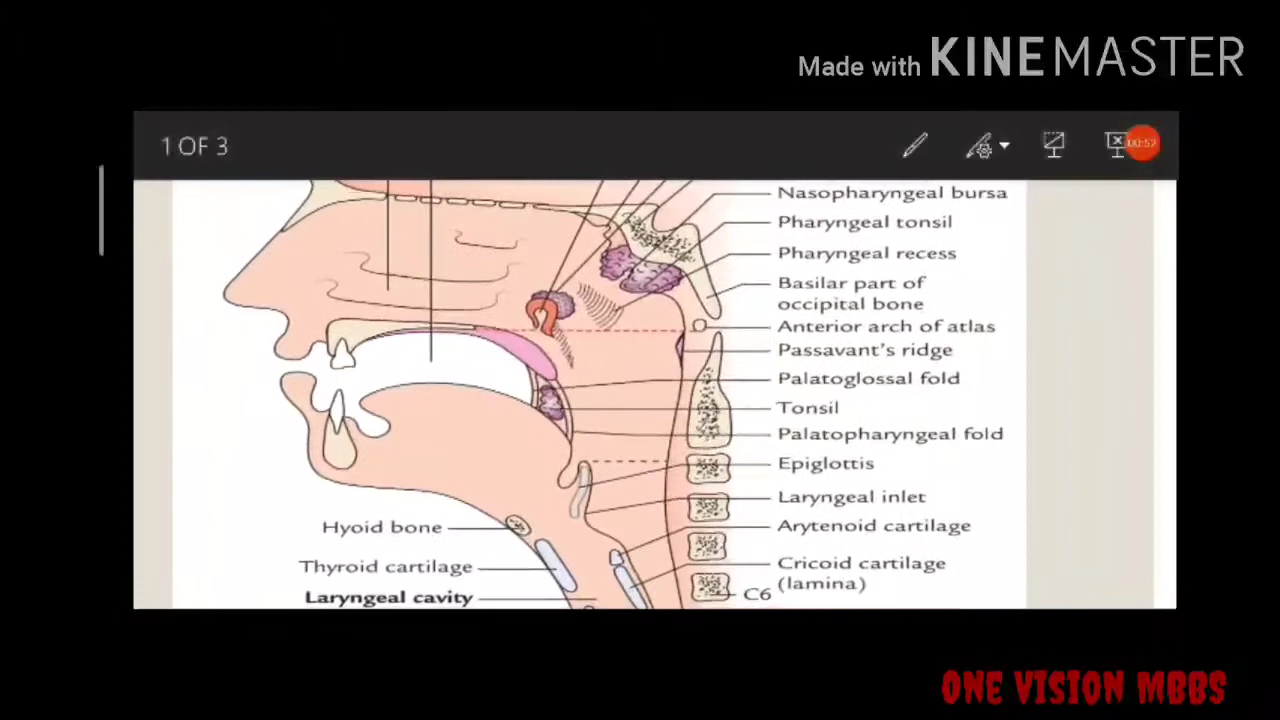 Made with KINEMASTER
1 OF 3
00:52
Nasopharyngeal bursa
Pharyngeal tonsil
Pharyngeal recess
Basilar part of
occipital bone
Anterior arch of atlas
Passavant's ridge
Palatoglossal fold
Tonsil
Palatopharyngeal fold
Epiglottis
Laryngeal inlet
Arytenoid cartilage
Cricoid cartilage
(lamina)
C6
Hyoid bone
Thyroid cartilage
Laryngeal cavity
ONE VISION MBBS